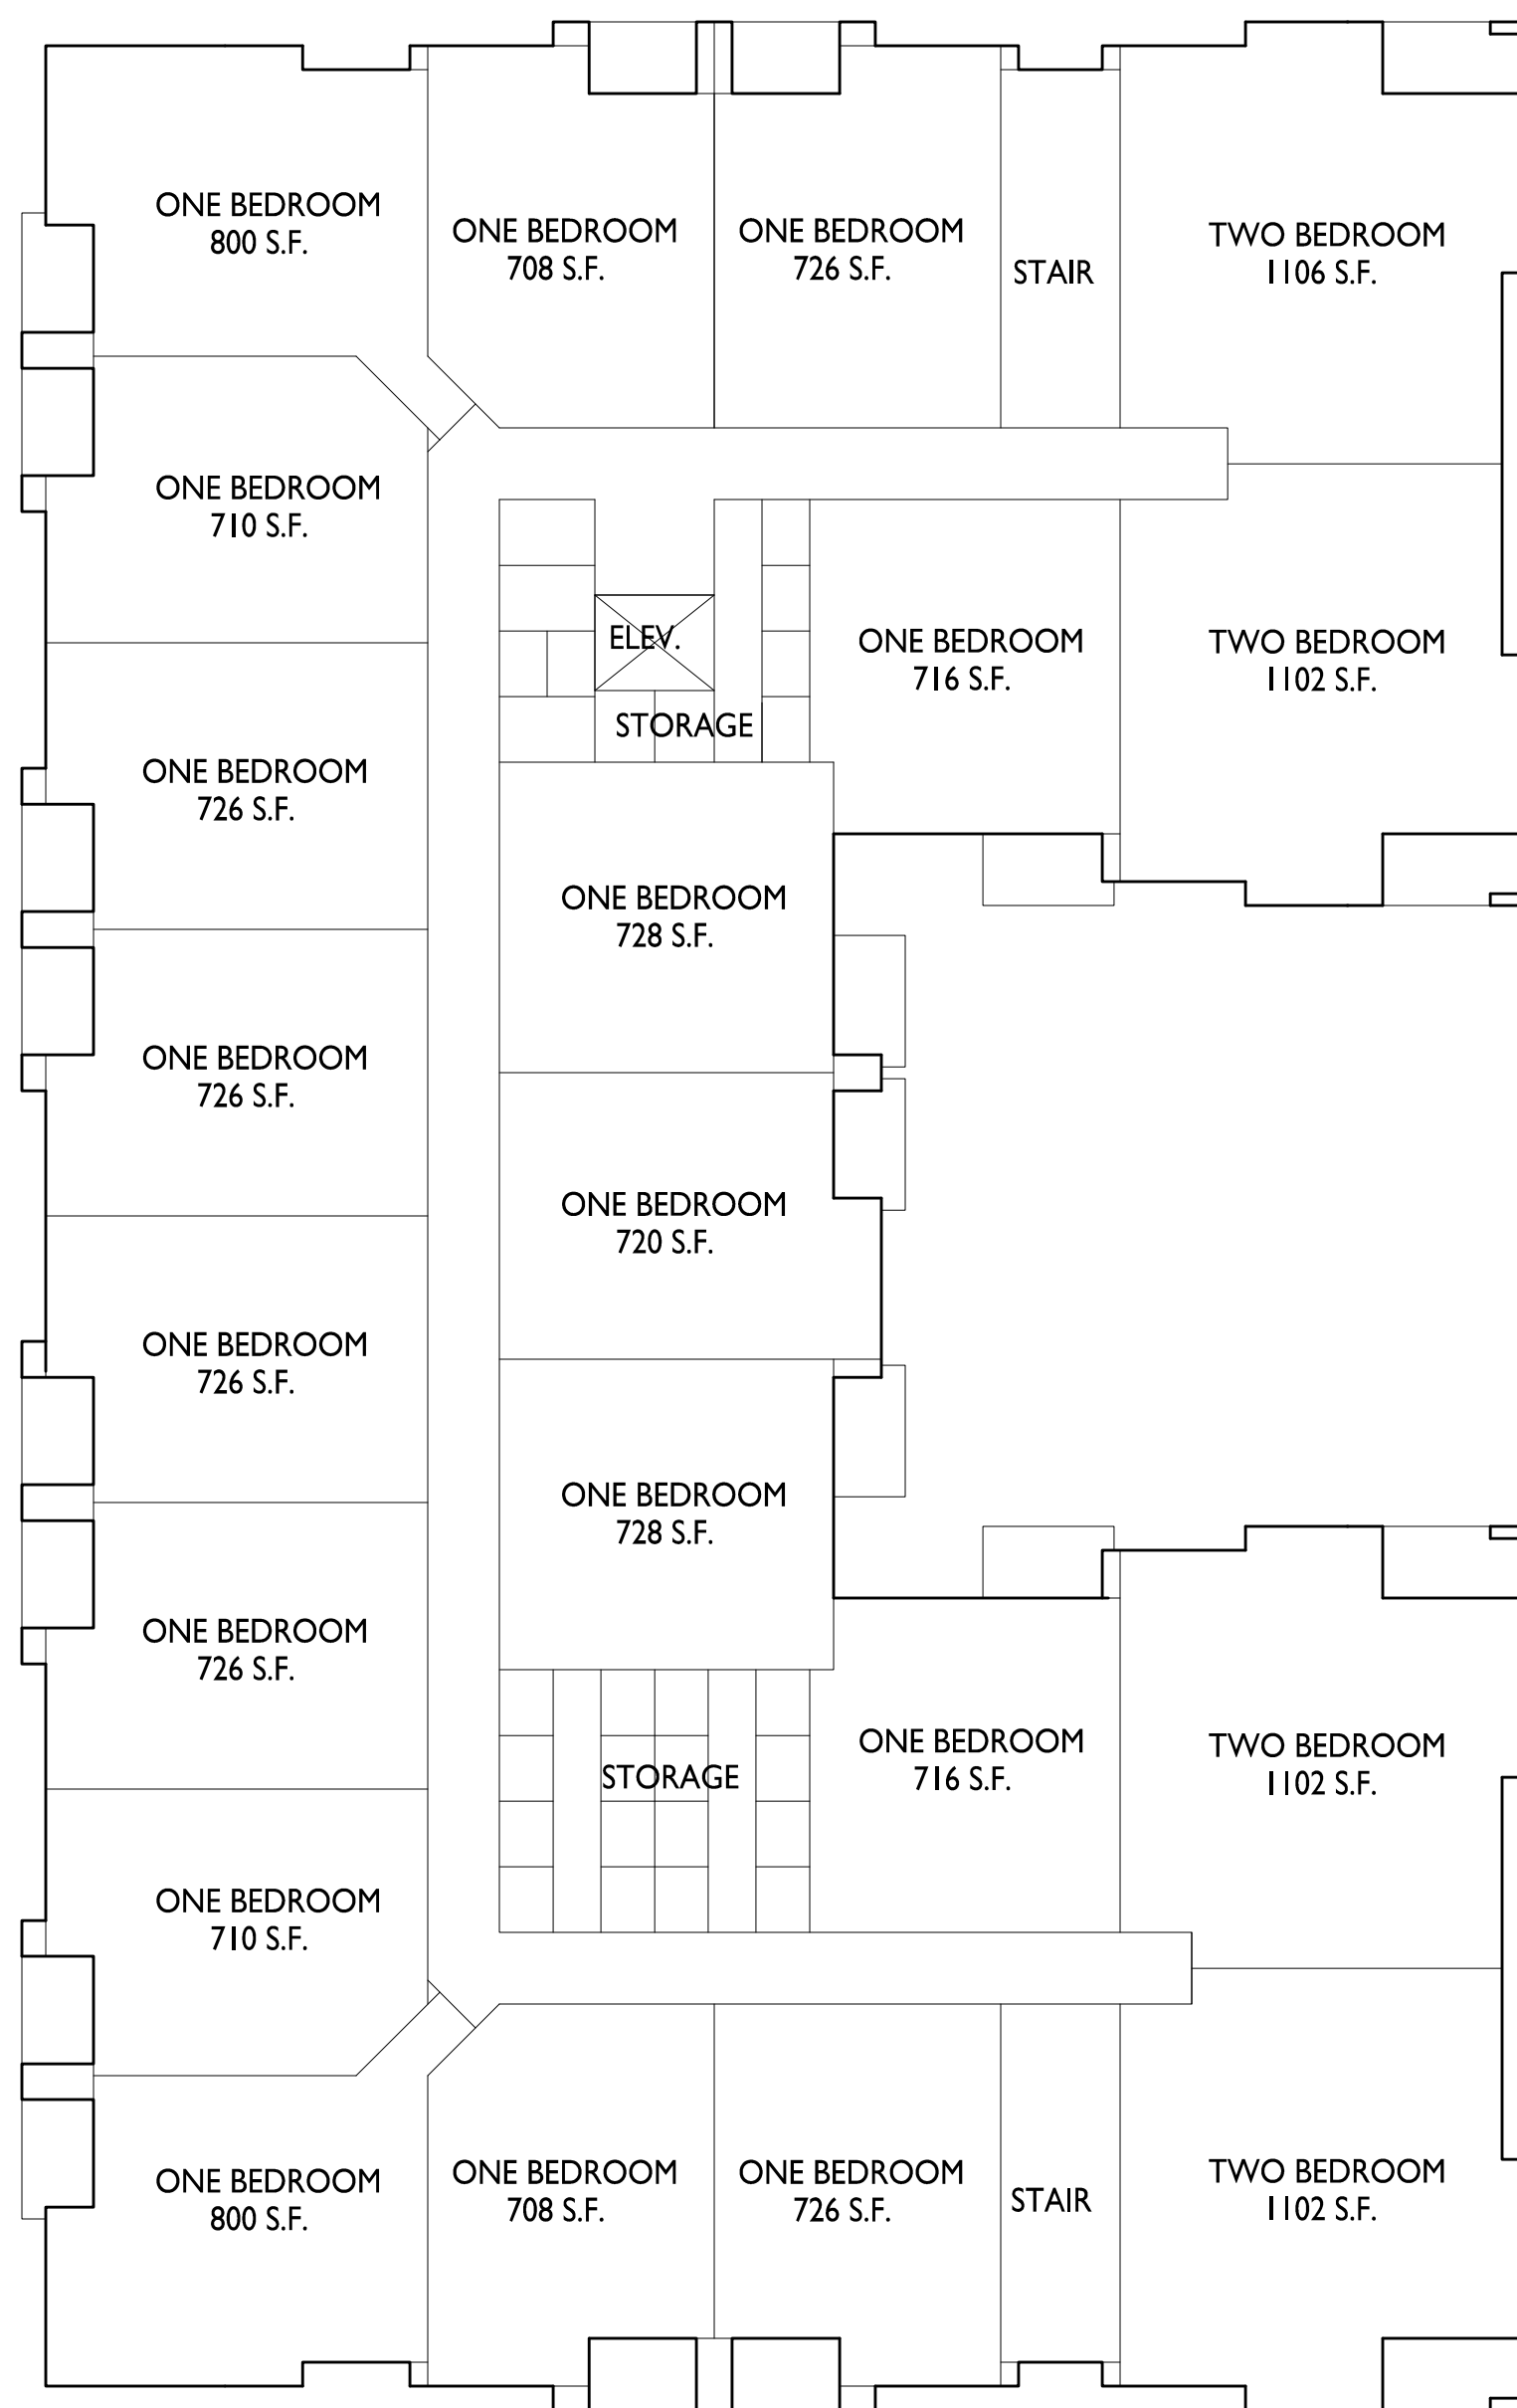 ONE BEDROOM
800 S.F.
ONE BEDROOM
708 S.F.
ONE BEDROOM
726 S.F.
STAIR
TWO BEDROOM
1106 S.F.
ONE BEDROOM
710 S.F.
ELEV.
STORAGE
ONE BEDROOM
716 S.F.
TWO BEDROOM
1102 S.F.
ONE BEDROOM
726 S.F.
ONE BEDROOM
728 S.F.
ONE BEDROOM
726 S.F.
ONE BEDROOM
720 S.F.
ONE BEDROOM
726 S.F.
ONE BEDROOM
728 S.F.
ONE BEDROOM
726 S.F.
STORAGE
ONE BEDROOM
716 S.F.
TWO BEDROOM
1102 S.F.
ONE BEDROOM
710 S.F.
ONE BEDROOM
800 S.F.
ONE BEDROOM
708 S.F.
ONE BEDROOM
726 S.F.
STAIR
TWO BEDROOM
1102 S.F.